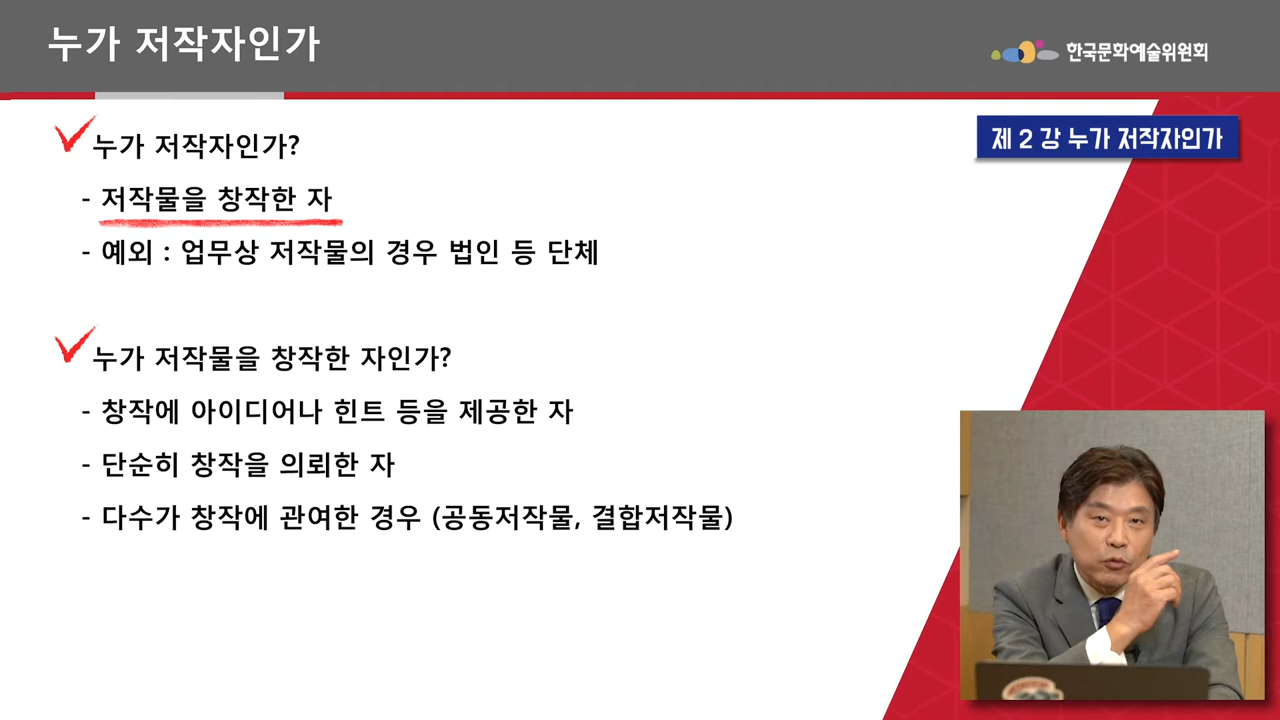 누가 저작자인가
한국문화예술위원회
제 2 강 누가 저작자인가
누가 저작자인가?
- 저작물을 창작한 자
- 예외 : 업무상 저작물의 경우 법인 등 단체
누가 저작물을 창작한 자인가?
- 창작에 아이디어나 힌트 등을 제공한 자
- 단순히 창작을 의뢰한 자
- 다수가 창작에 관여한 경우 (공동저작물, 결합저작물)